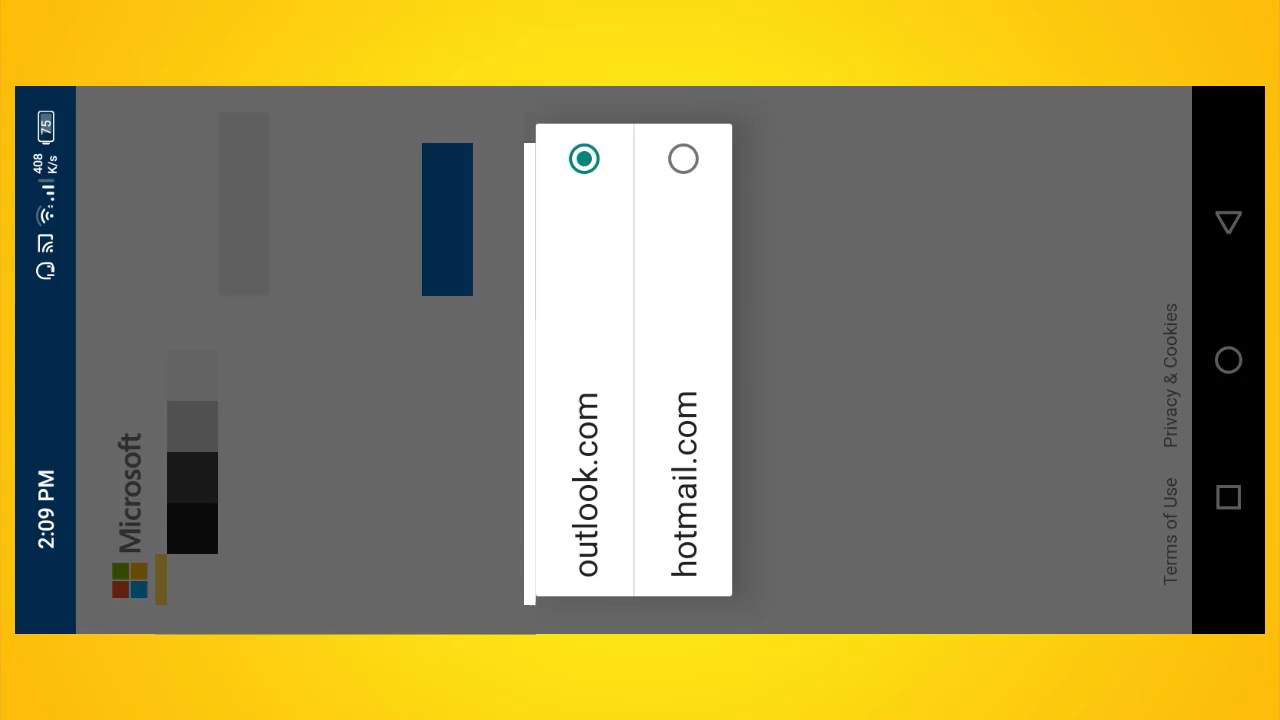 2:09 PM
408
K/s
75
Microsoft
outlook.com
hotmail.com
Terms of Use
Privacy & Cookies